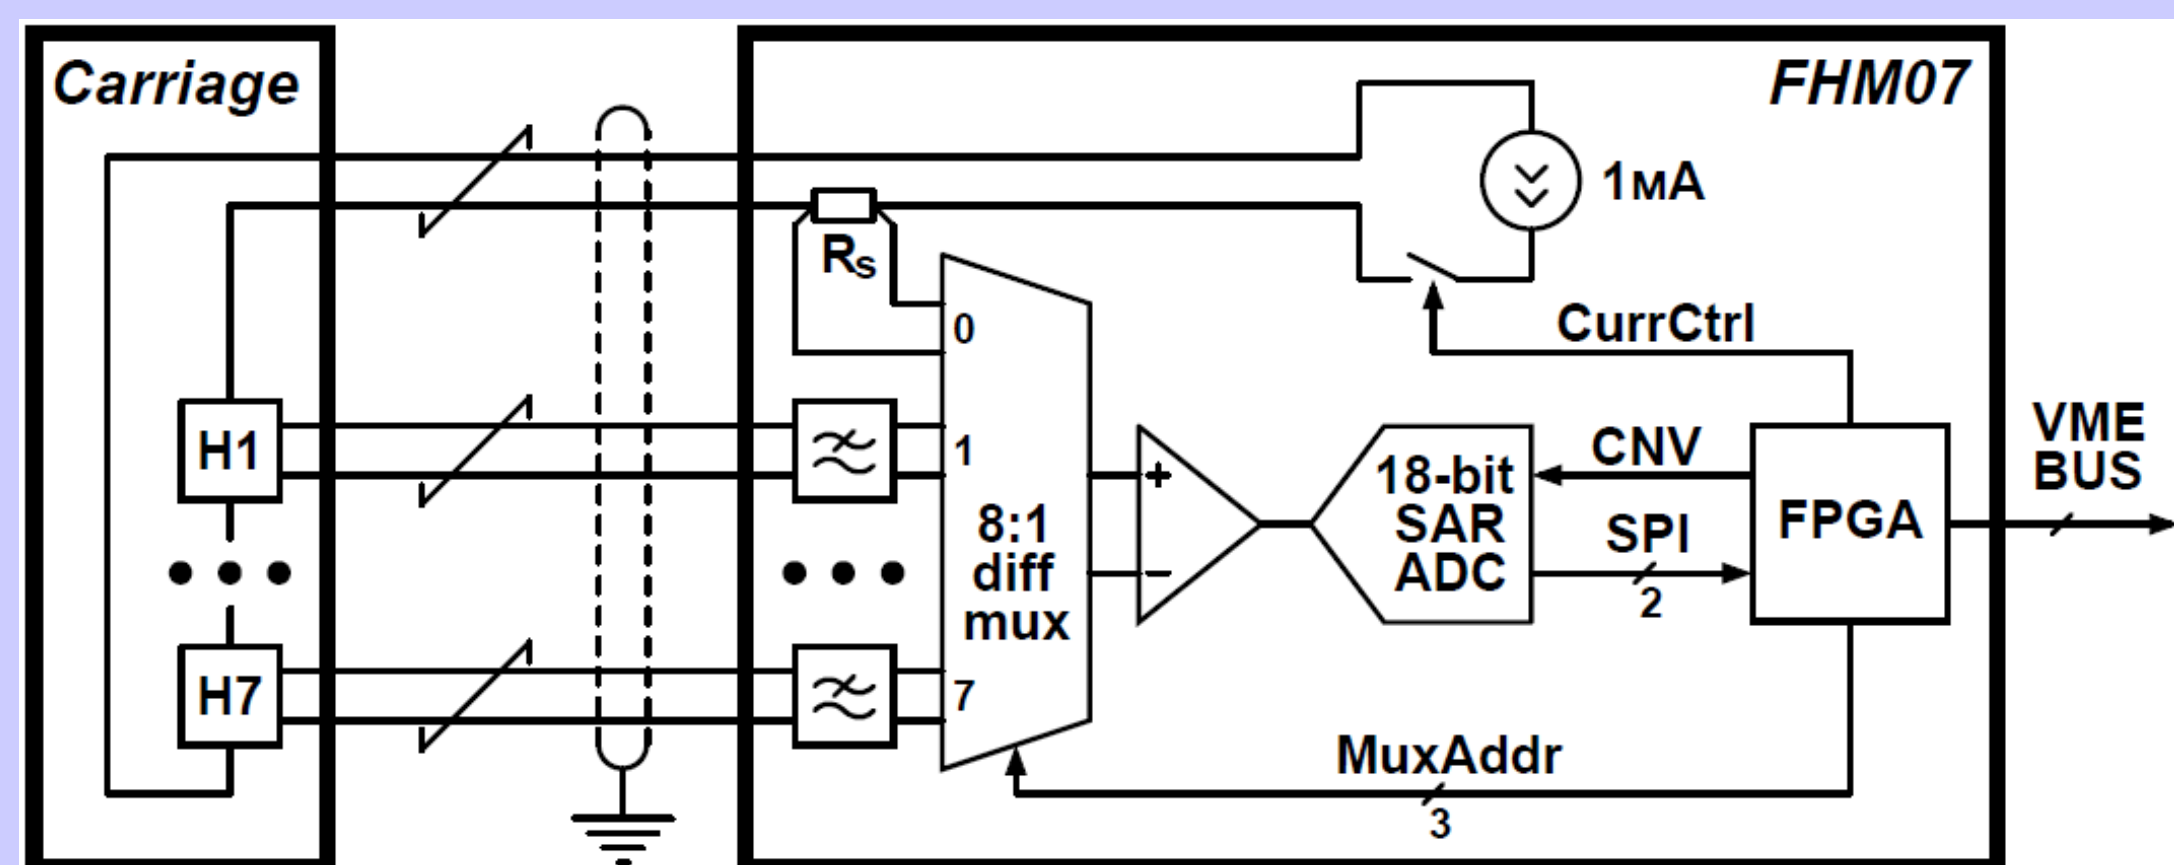 Carriage
FHM07
1мА
Rs
0
CurrCtrl
H1
1
8:1
diff
mux
18-bit
SAR
ADC
CNV
SPI
2
FPGA
VME
BUS
H7
7
MuxAddr
3